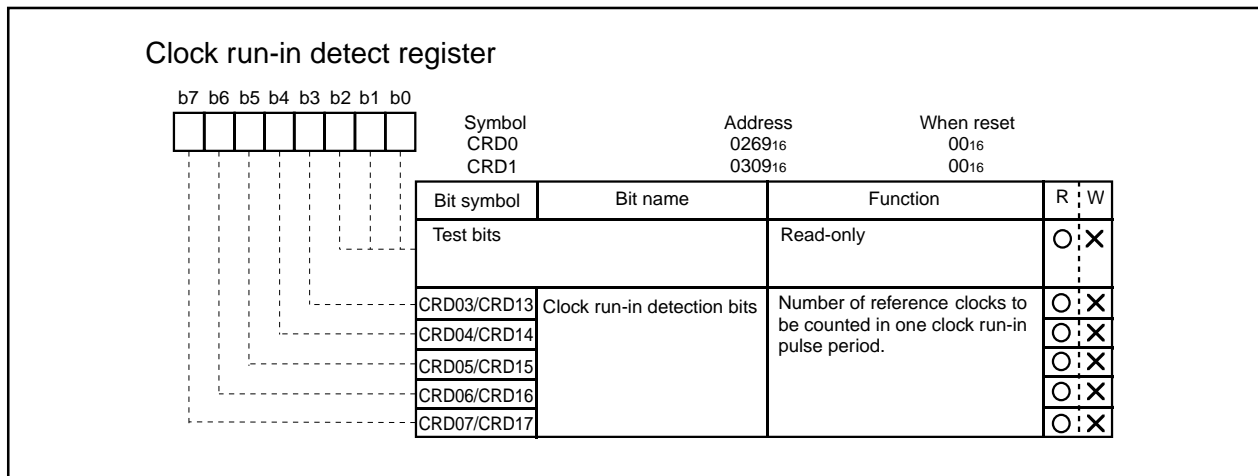 Clock run-in detect register
b7 b6 b5 b4 b3 b2 b1 b0
Symbol Address When reset
CRD0 026916 0016
CRD1 030916 0016
Bit symbol Bit name Function R W
Test bits Read-only O X
CRD03/CRD13 Clock run-in detection bits Number of reference clocks to O X
CRD04/CRD14 be counted in one clock run-in O X
CRD05/CRD15 pulse period. O X
CRD06/CRD16 O X
CRD07/CRD17 O X